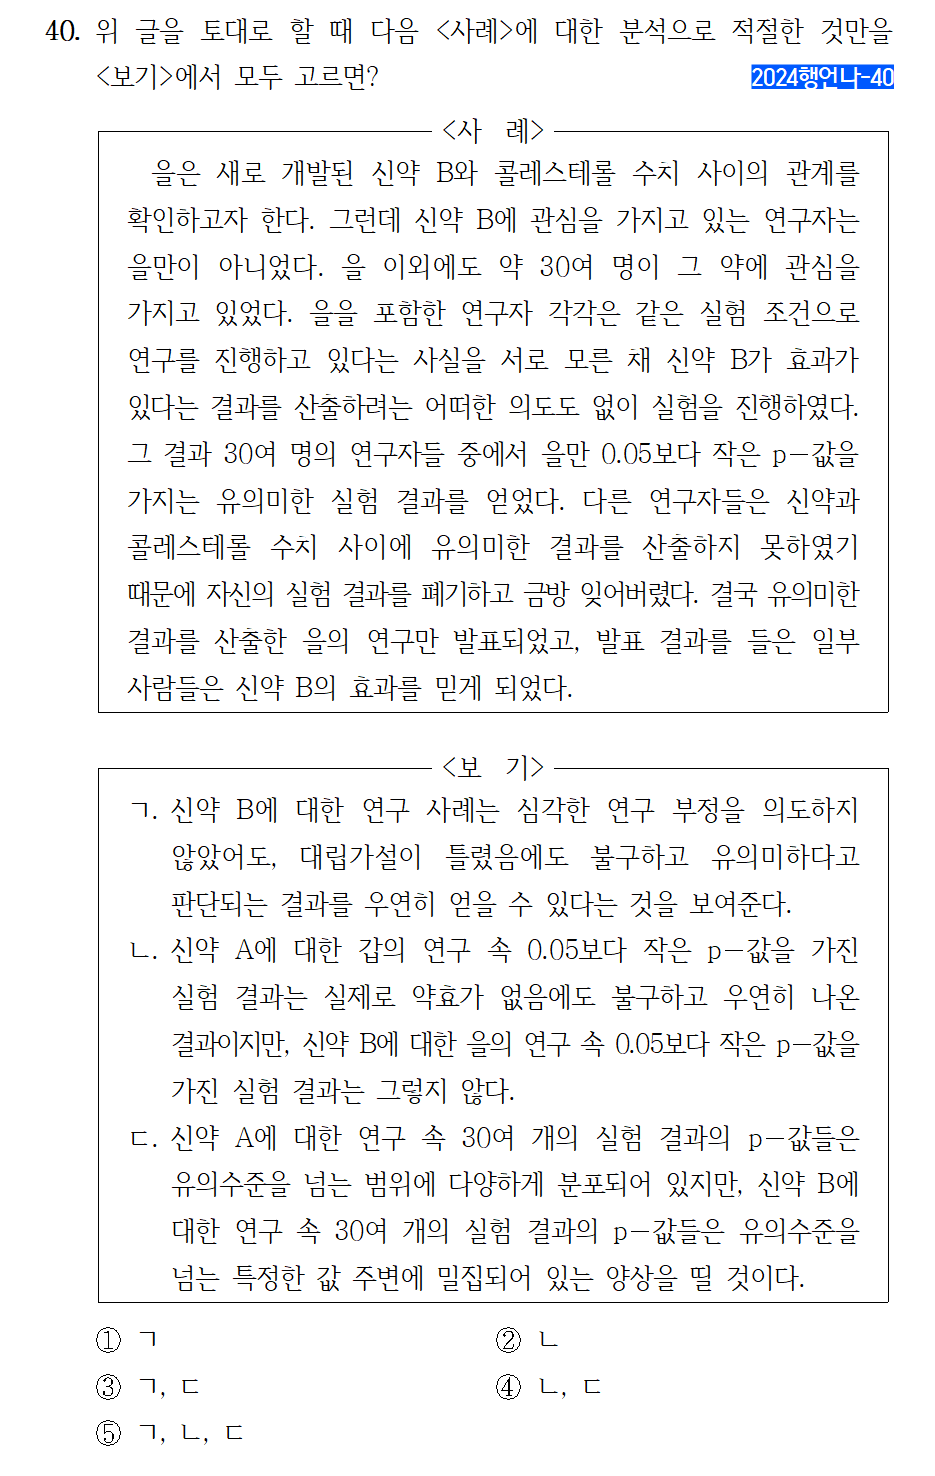 40. 위 글을 토대로 할 때 다음 <사례>에 대한 분석으로 적절한 것만을
<보기>에서 모두 고르면?
2024행언나-40
<사 례>
을은 새로 개발된 신약 B와 콜레스테롤 수치 사이의 관계를
확인하고자 한다. 그런데 신약 B에 관심을 가지고 있는 연구자는
을만이 아니었다. 을 이외에도 약 30여 명이 그 약에 관심을
가지고 있었다. 을을 포함한 연구자 각각은 같은 실험 조건으로
연구를 진행하고 있다는 사실을 서로 모른 채 신약 B가 효과가
있다는 결과를 산출하려는 어떠한 의도도 없이 실험을 진행하였다.
그 결과 30여 명의 연구자들 중에서 을만 0.05보다 작은 p-값을
가지는 유의미한 실험 결과를 얻었다. 다른 연구자들은 신약과
콜레스테롤 수치 사이에 유의미한 결과를 산출하지 못하였기
때문에 자신의 실험 결과를 폐기하고 금방 잊어버렸다. 결국 유의미한
결과를 산출한 을의 연구만 발표되었고, 발표 결과를 들은 일부
사람들은 신약 B의 효과를 믿게 되었다.
<보 기>
ㄱ. 신약 B에 대한 연구 사례는 심각한 연구 부정을 의도하지
않았어도, 대립가설이 틀렸음에도 불구하고 유의미하다고
판단되는 결과를 우연히 얻을 수 있다는 것을 보여준다.
ㄴ. 신약 A에 대한 갑의 연구 속 0.05보다 작은 p-값을 가진
실험 결과는 실제로 약효가 없음에도 불구하고 우연히 나온
결과이지만, 신약 B에 대한 을의 연구 속 0.05보다 작은 p-값을
가진 실험 결과는 그렇지 않다.
ㄷ. 신약 A에 대한 연구 속 30여 개의 실험 결과의 p-값들은
유의수준을 넘는 범위에 다양하게 분포되어 있지만, 신약 B에
대한 연구 속 30여 개의 실험 결과의 p-값들은 유의수준을
넘는 특정한 값 주변에 밀집되어 있는 양상을 띨 것이다.
① ㄱ
② ㄴ
③ ㄱ, ㄷ
④ ㄴ, ㄷ
⑤ ㄱ, ㄴ, ㄷ